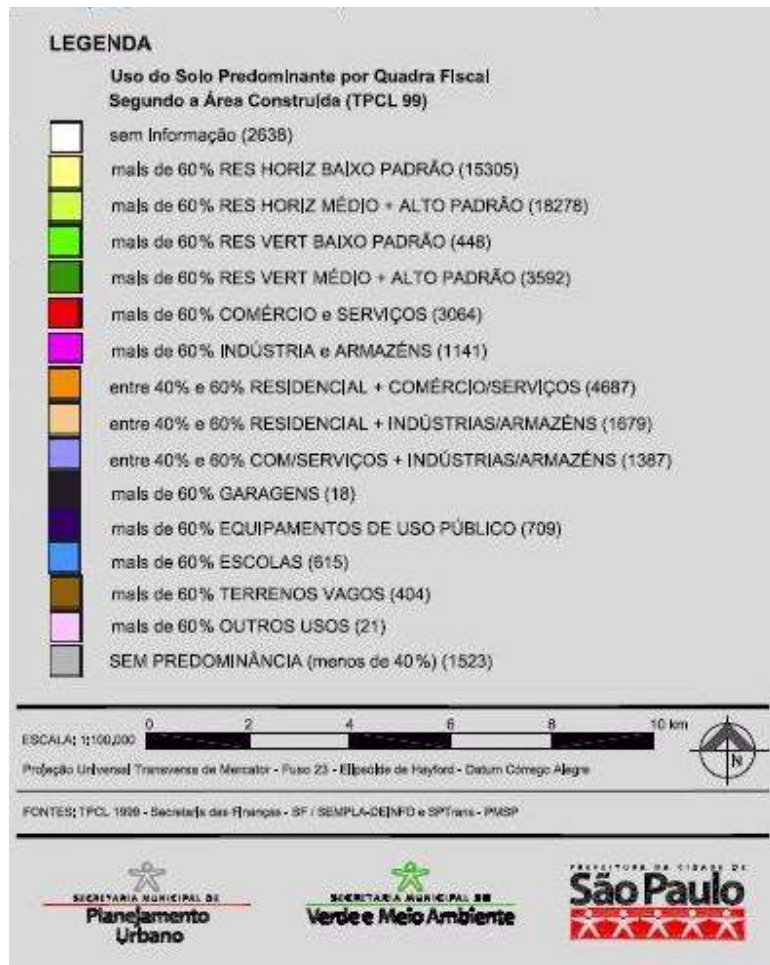 LEGENDA
Uso do Solo Predominante por Quadra Fiscal
Segundo a Área Construída (TPCL 99)
sem Informação (2638)
mais de 60% RES HORIZ BAIXO PADRÃO (15305)
mais de 60% RES HORIZ MÉDIO + ALTO PADRÃO (18278)
mais de 60% RES VERT BAIXO PADRÃO (448)
mais de 60% RES VERT MÉDIO + ALTO PADRÃO (3592)
mais de 60% COMÉRCIO e SERVIÇOS (3064)
mais de 60% INDÚSTRIA e ARMAZÉNS (1141)
entre 40% e 60% RESIDENCIAL + COMÉRCIO/SERVIÇOS (4687)
entre 40% e 60% RESIDENCIAL + INDÚSTRIAS/ARMAZÉNS (1679)
entre 40% e 60% COM/SERVIÇOS + INDÚSTRIAS/ARMAZÉNS (1387)
mais de 60% GARAGENS (18)
mais de 60% EQUIPAMENTOS DE USO PÚBLICO (709)
mais de 60% ESCOLAS (615)
mais de 60% TERRENOS VAGOS (404)
mais de 60% OUTROS USOS (21)
SEM PREDOMINÂNCIA (menos de 40%) (1523)
0 2 4 6 8 10 km
ESCALA; 1:100,000
N
Projeção Universal Transversa de Mercator - Fuso 23 - Elipsoide de Hayford - Datum Córrego Alegre
FONTES; TPCL 1999 - Secretaria das Finanças - SF / SEMPLA-DEINFO e SPTrans - PMSP
SECRETARIA MUNICIPAL DE
Planejamento
Urbano
SECRETARIA MUNICIPAL DO
Verde e Meio Ambiente
PREFEITURA DA CIDADE DE
São Paulo